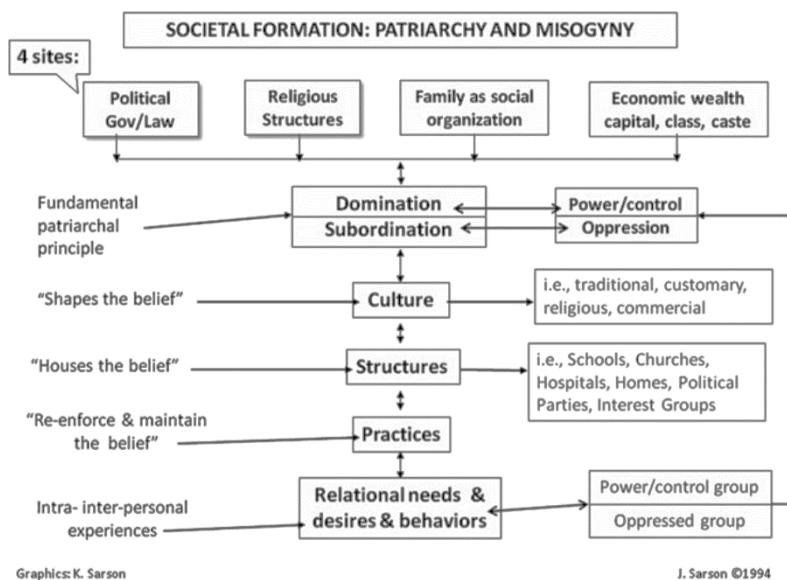 SOCIETAL FORMATION: PATRIARCHY AND MISOGYNY
4 sites:
Political
Gov/Law
Religious
Structures
Family as social
organization
Economic wealth
capital, class, caste
Fundamental
patriarchal
principle
Domination
Subordination
Power/control
Oppression
“Shapes the belief”
Culture
i.e., traditional, customary,
religious, commercial
“Houses the belief”
Structures
i.e., Schools, Churches,
Hospitals, Homes, Political
Parties, Interest Groups
“Re-enforce & maintain
the belief”
Practices
Intra- inter-personal
experiences
Relational needs &
desires & behaviors
Power/control group
Oppressed group
Graphics: K. Sarson
J. Sarson ©1994